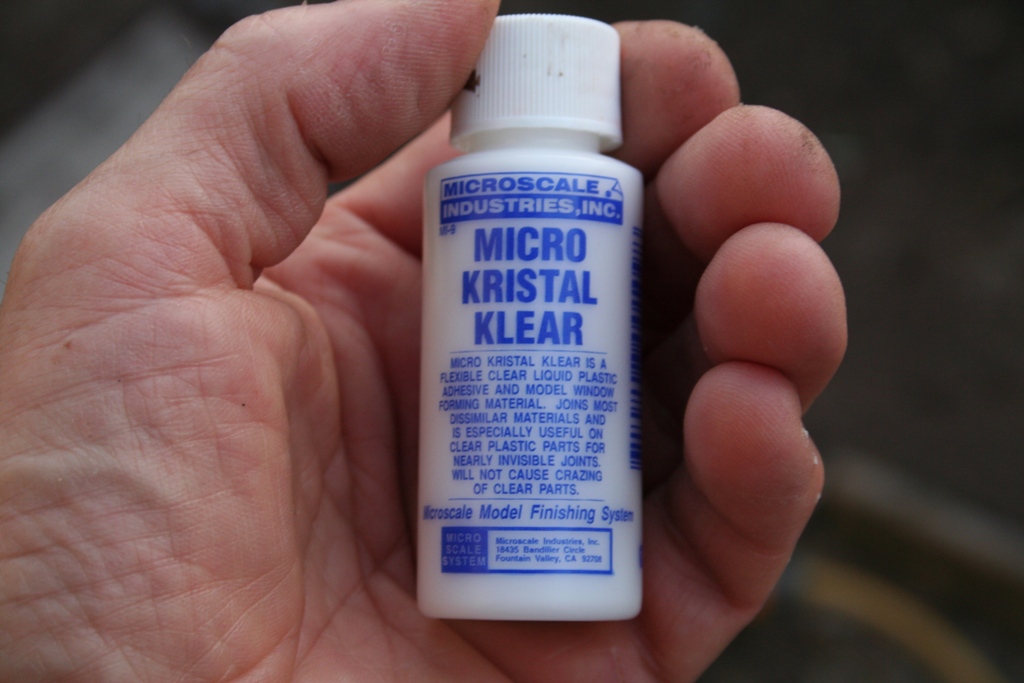 MICROSCALE
INDUSTRIES, INC.
MI-9
MICRO
KRISTAL
KLEAR
MICRO KRISTAL KLEAR IS A
FLEXIBLE CLEAR LIQUID PLASTIC
ADHESIVE AND MODEL WINDOW
FORMING MATERIAL. JOINS MOST
DISSIMILAR MATERIALS AND
IS ESPECIALLY USEFUL ON
CLEAR PLASTIC PARTS FOR
NEARLY INVISIBLE JOINTS.
WILL NOT CAUSE CRAZING
OF CLEAR PARTS.
Microscale Model Finishing System
MICRO
SCALE
SYSTEM
Microscale Industries, Inc.
18435 Bandilier Circle
Fountain Valley, CA 92708